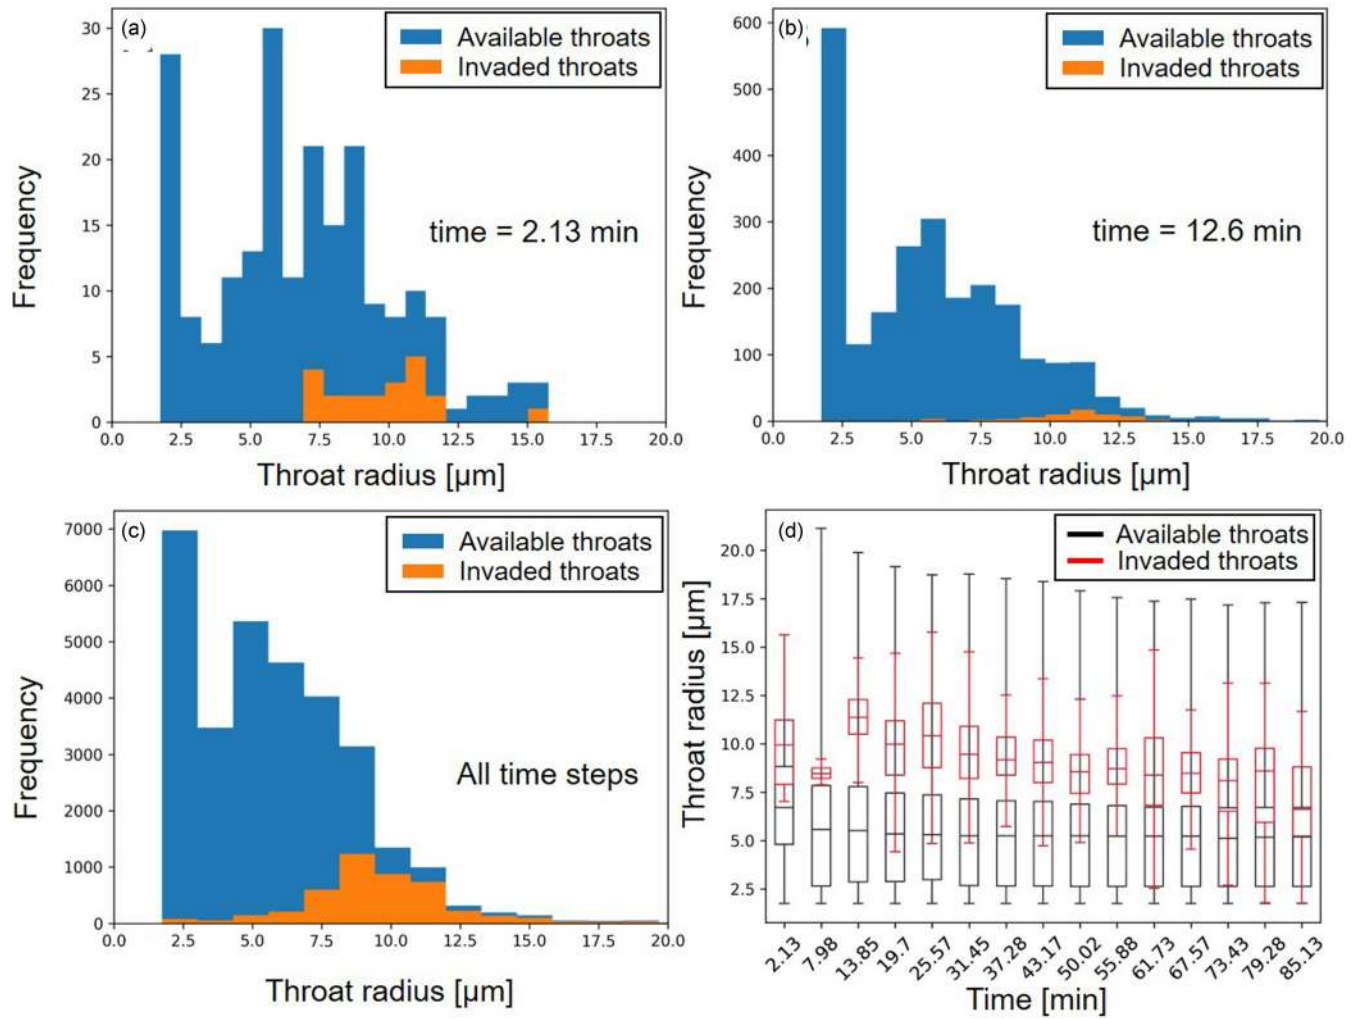 (a)
Available throats
Invaded throats
30
25
20
15
10
5
0
Frequency
time = 2.13 min
0.0 2.5 5.0 7.5 10.0 12.5 15.0 17.5 20.0
Throat radius [µm]
(b)
Available throats
Invaded throats
600
500
400
300
200
100
0
Frequency
time = 12.6 min
0.0 2.5 5.0 7.5 10.0 12.5 15.0 17.5 20.0
Throat radius [µm]
(c)
Available throats
Invaded throats
7000
6000
5000
4000
3000
2000
1000
0
Frequency
All time steps
0.0 2.5 5.0 7.5 10.0 12.5 15.0 17.5 20.0
Throat radius [µm]
(d)
Available throats
Invaded throats
20.0
17.5
15.0
12.5
10.0
7.5
5.0
2.5
Throat radius [µm]
2.13 7.98 13.85 19.7 25.57 31.45 37.28 43.17 50.02 55.88 61.73 67.57 73.43 79.28 85.13
Time [min]